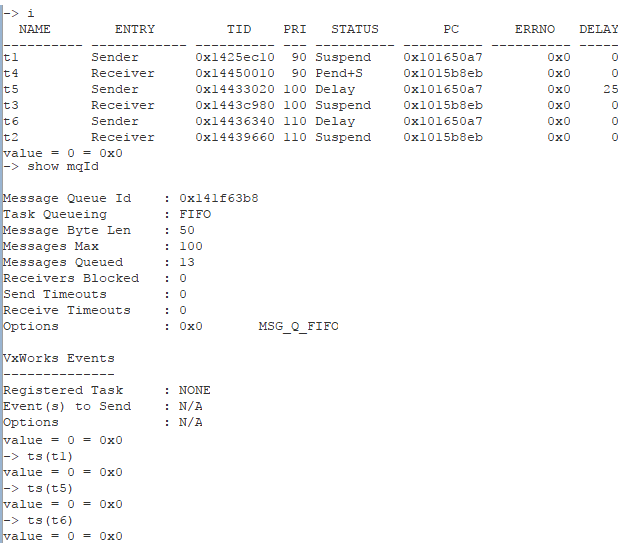 -> i
NAME ENTRY TID PRI STATUS PC ERRNO DELAY
---------- ------------ ---------- --- ---------- ---------- ------- -----
t1 Sender 0x1425ec10 90 Suspend 0x101650a7 0x0 0
t4 Receiver 0x14450010 90 Pend+S 0x1015b8eb 0x0 0
t5 Sender 0x14433020 100 Delay 0x101650a7 0x0 25
t3 Receiver 0x1443c980 100 Suspend 0x1015b8eb 0x0 0
t6 Sender 0x14436340 110 Delay 0x101650a7 0x0 0
t2 Receiver 0x14439660 110 Suspend 0x1015b8eb 0x0 0
value = 0 = 0x0
-> show mqId
Message Queue Id : 0x141f63b8
Task Queueing : FIFO
Message Byte Len : 50
Messages Max : 100
Messages Queued : 13
Receivers Blocked : 0
Send Timeouts : 0
Receive Timeouts : 0
Options : 0x0 MSG_Q_FIFO
VxWorks Events
--------------
Registered Task : NONE
Event(s) to Send : N/A
Options : N/A
value = 0 = 0x0
-> ts(t1)
value = 0 = 0x0
-> ts(t5)
value = 0 = 0x0
-> ts(t6)
value = 0 = 0x0